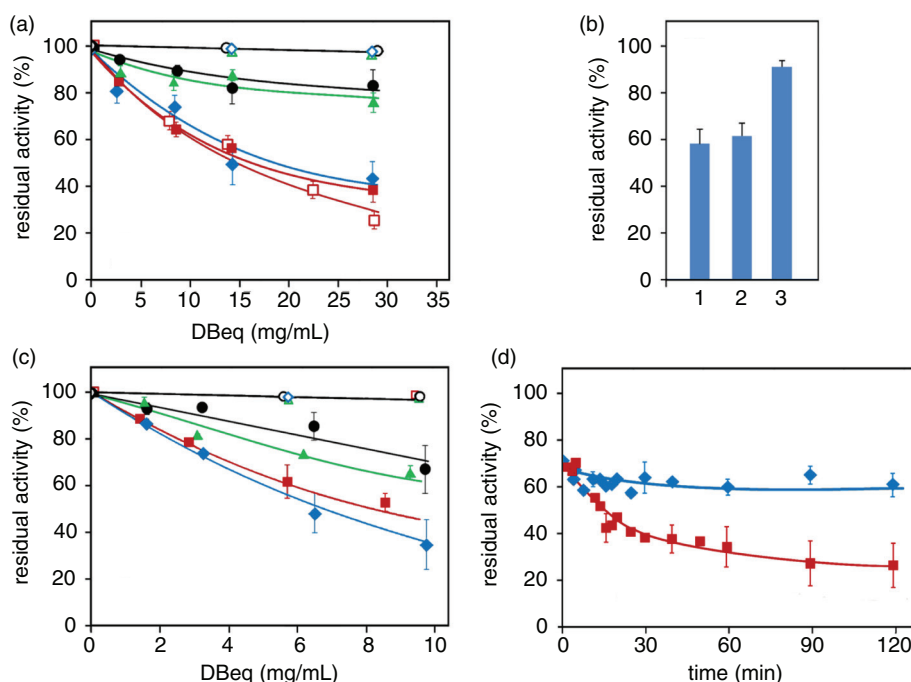 (a)
100
80
60
40
20
0
residual activity (%)
0 5 10 15 20 25 30 35
DBeq (mg/mL)
(b)
100
80
60
40
20
0
residual activity (%)
1 2 3
(c)
100
80
60
40
20
0
residual activity (%)
0 2 4 6 8 10
DBeq (mg/mL)
(d)
100
80
60
40
20
0
residual activity (%)
0 30 60 90 120
time (min)